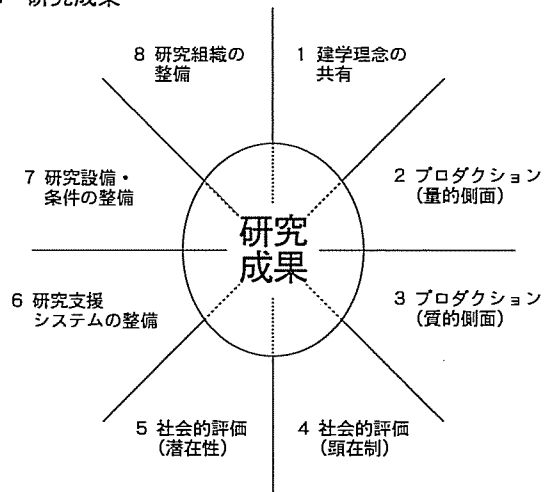 研究成果
8 研究組織の
整備
1 建学理念の
共有
2 プロダクション
(量的側面)
3 プロダクション
(質的側面)
4 社会的評価
(顕在制)
5 社会的評価
(潜在性)
6 研究支援
システムの整備
7 研究設備・
条件の整備
研究
成果